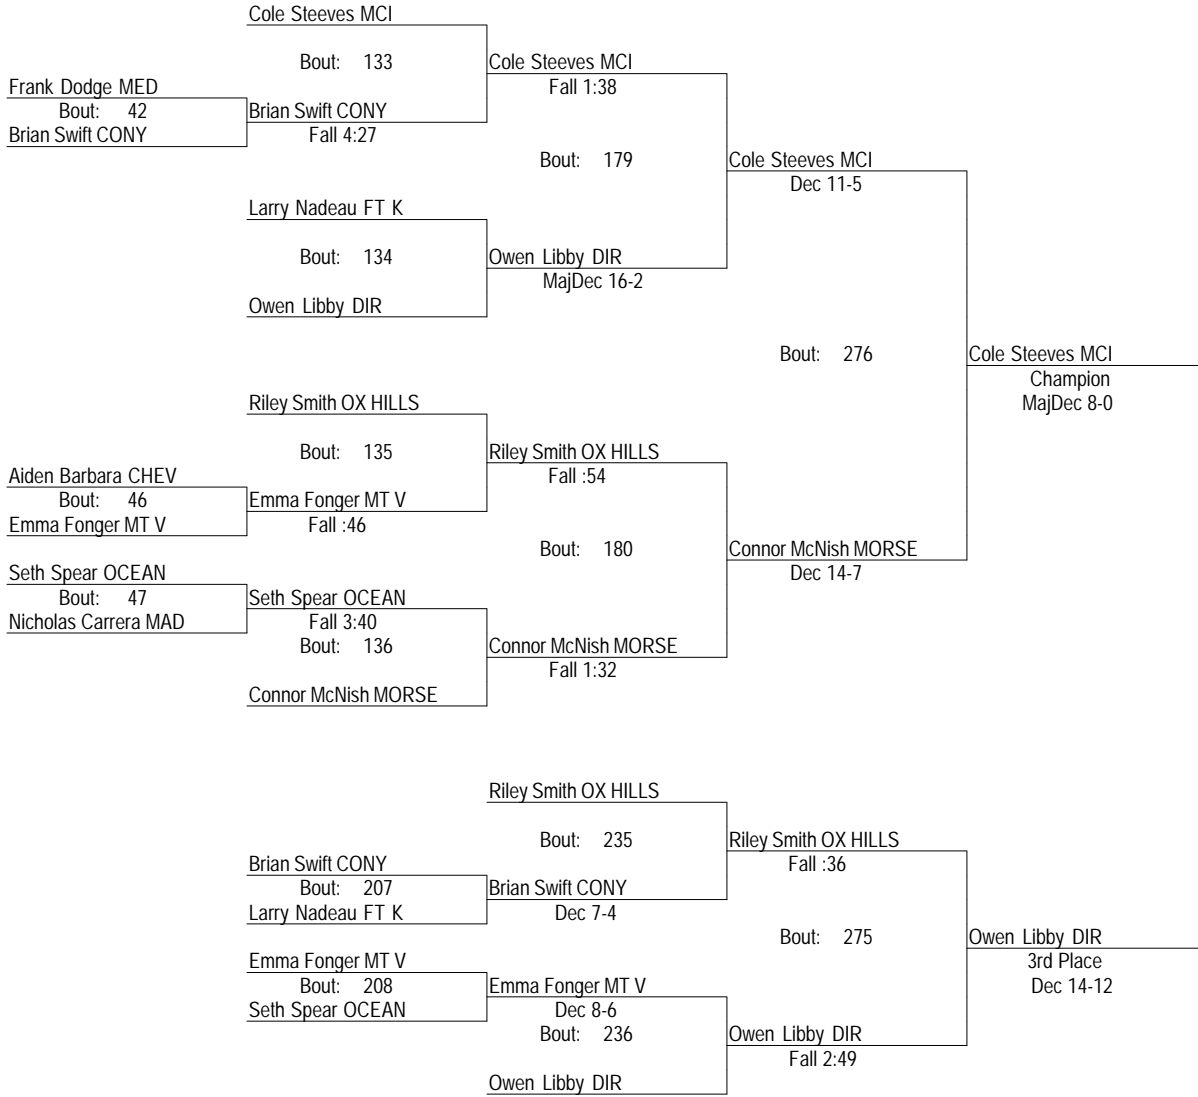 Cole Steeves MCI
Bout: 133
Cole Steeves MCI
Fall 1:38
Frank Dodge MED
Bout: 42
Brian Swift CONY
Brian Swift CONY
Fall 4:27
Bout: 179
Cole Steeves MCI
Dec 11-5
Larry Nadeau FT K
Bout: 134
Owen Libby DIR
MajDec 16-2
Owen Libby DIR
Bout: 276
Cole Steeves MCI
Champion
MajDec 8-0
Riley Smith OX HILLS
Bout: 135
Riley Smith OX HILLS
Fall :54
Aiden Barbara CHEV
Bout: 46
Emma Fonger MT V
Emma Fonger MT V
Fall :46
Bout: 180
Connor McNish MORSE
Dec 14-7
Seth Spear OCEAN
Bout: 47
Nicholas Carrera MAD
Seth Spear OCEAN
Fall 3:40
Bout: 136
Connor McNish MORSE
Fall 1:32
Connor McNish MORSE
Riley Smith OX HILLS
Bout: 235
Riley Smith OX HILLS
Fall :36
Brian Swift CONY
Bout: 207
Larry Nadeau FT K
Brian Swift CONY
Dec 7-4
Bout: 275
Owen Libby DIR
3rd Place
Dec 14-12
Emma Fonger MT V
Bout: 208
Seth Spear OCEAN
Emma Fonger MT V
Dec 8-6
Bout: 236
Owen Libby DIR
Fall 2:49
Owen Libby DIR